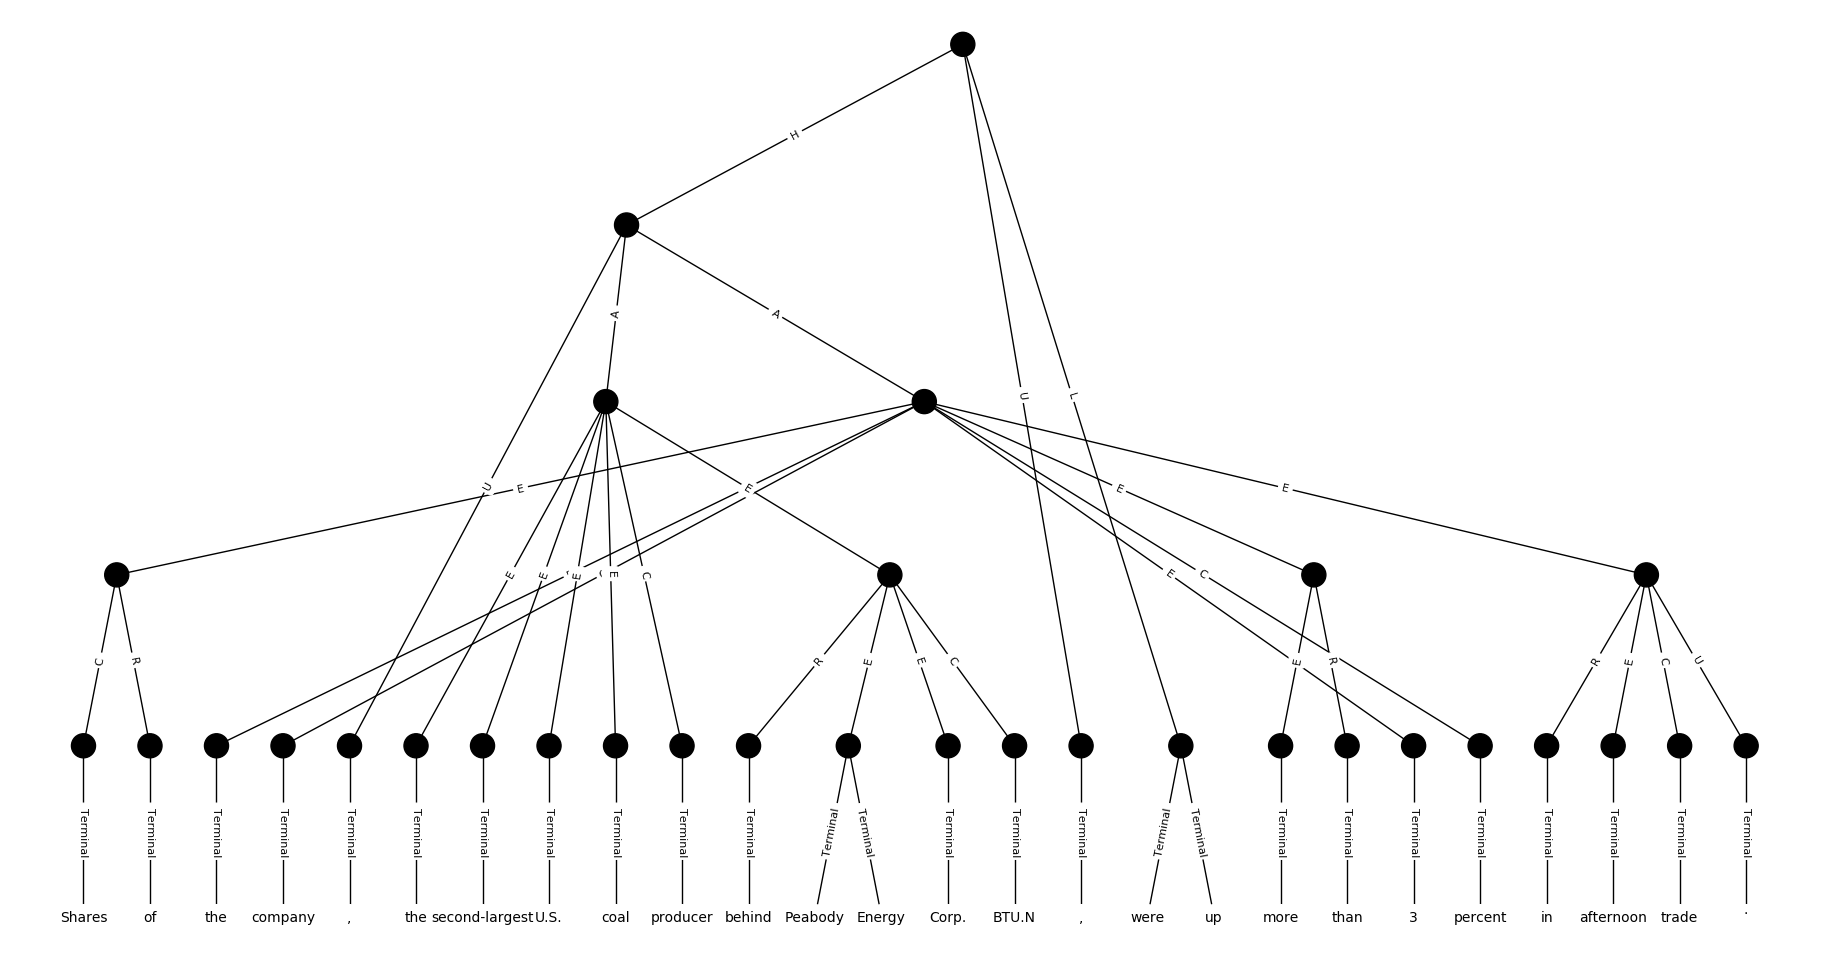 H
A A
U L
U E E E E
E E E E C E C
C R R E E C E R R E C U
Terminal Terminal Terminal Terminal Terminal Terminal Terminal Terminal Terminal Terminal Terminal Terminal Terminal Terminal Terminal Terminal Terminal Terminal Terminal Terminal Terminal Terminal Terminal Terminal Terminal Terminal
Shares of the company , the second-largest U.S. coal producer behind Peabody Energy Corp. BTU.N , were up more than 3 percent in afternoon trade .